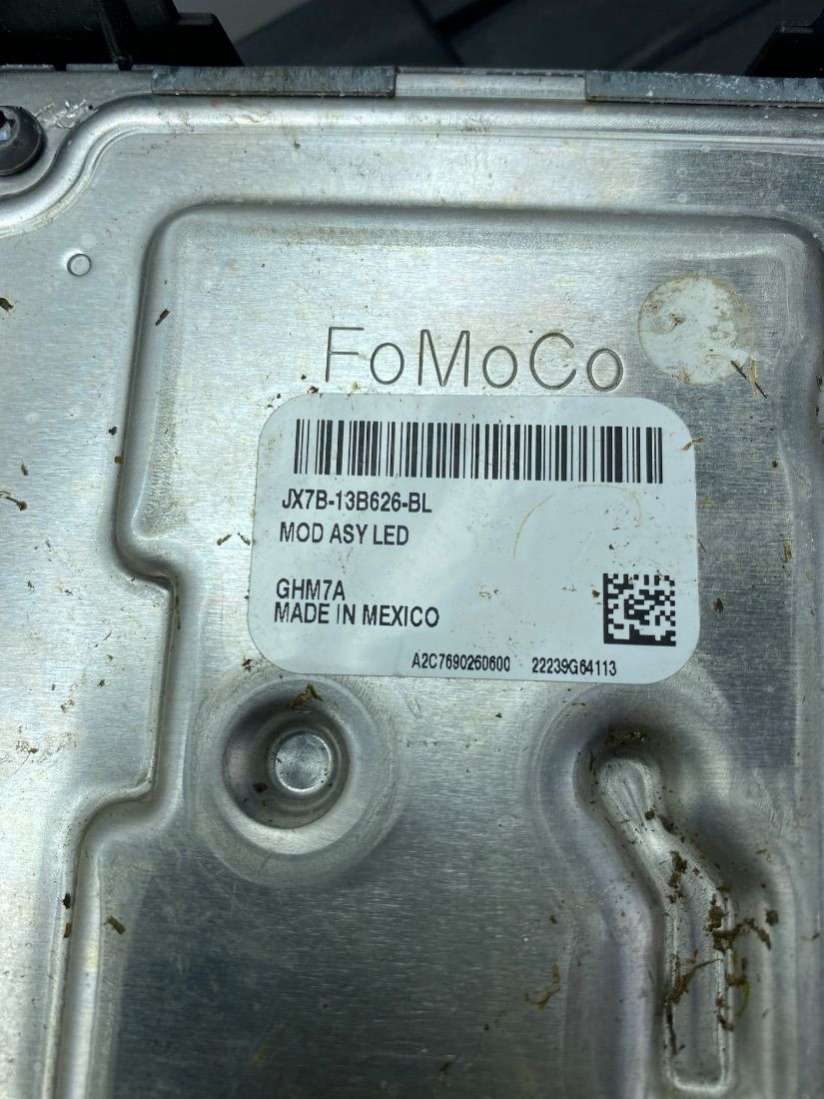 FoMoCo
JX7B-13B626-BL
MOD ASY LED
GHM7A
MADE IN MEXICO
A2C7690260600 22239G64113